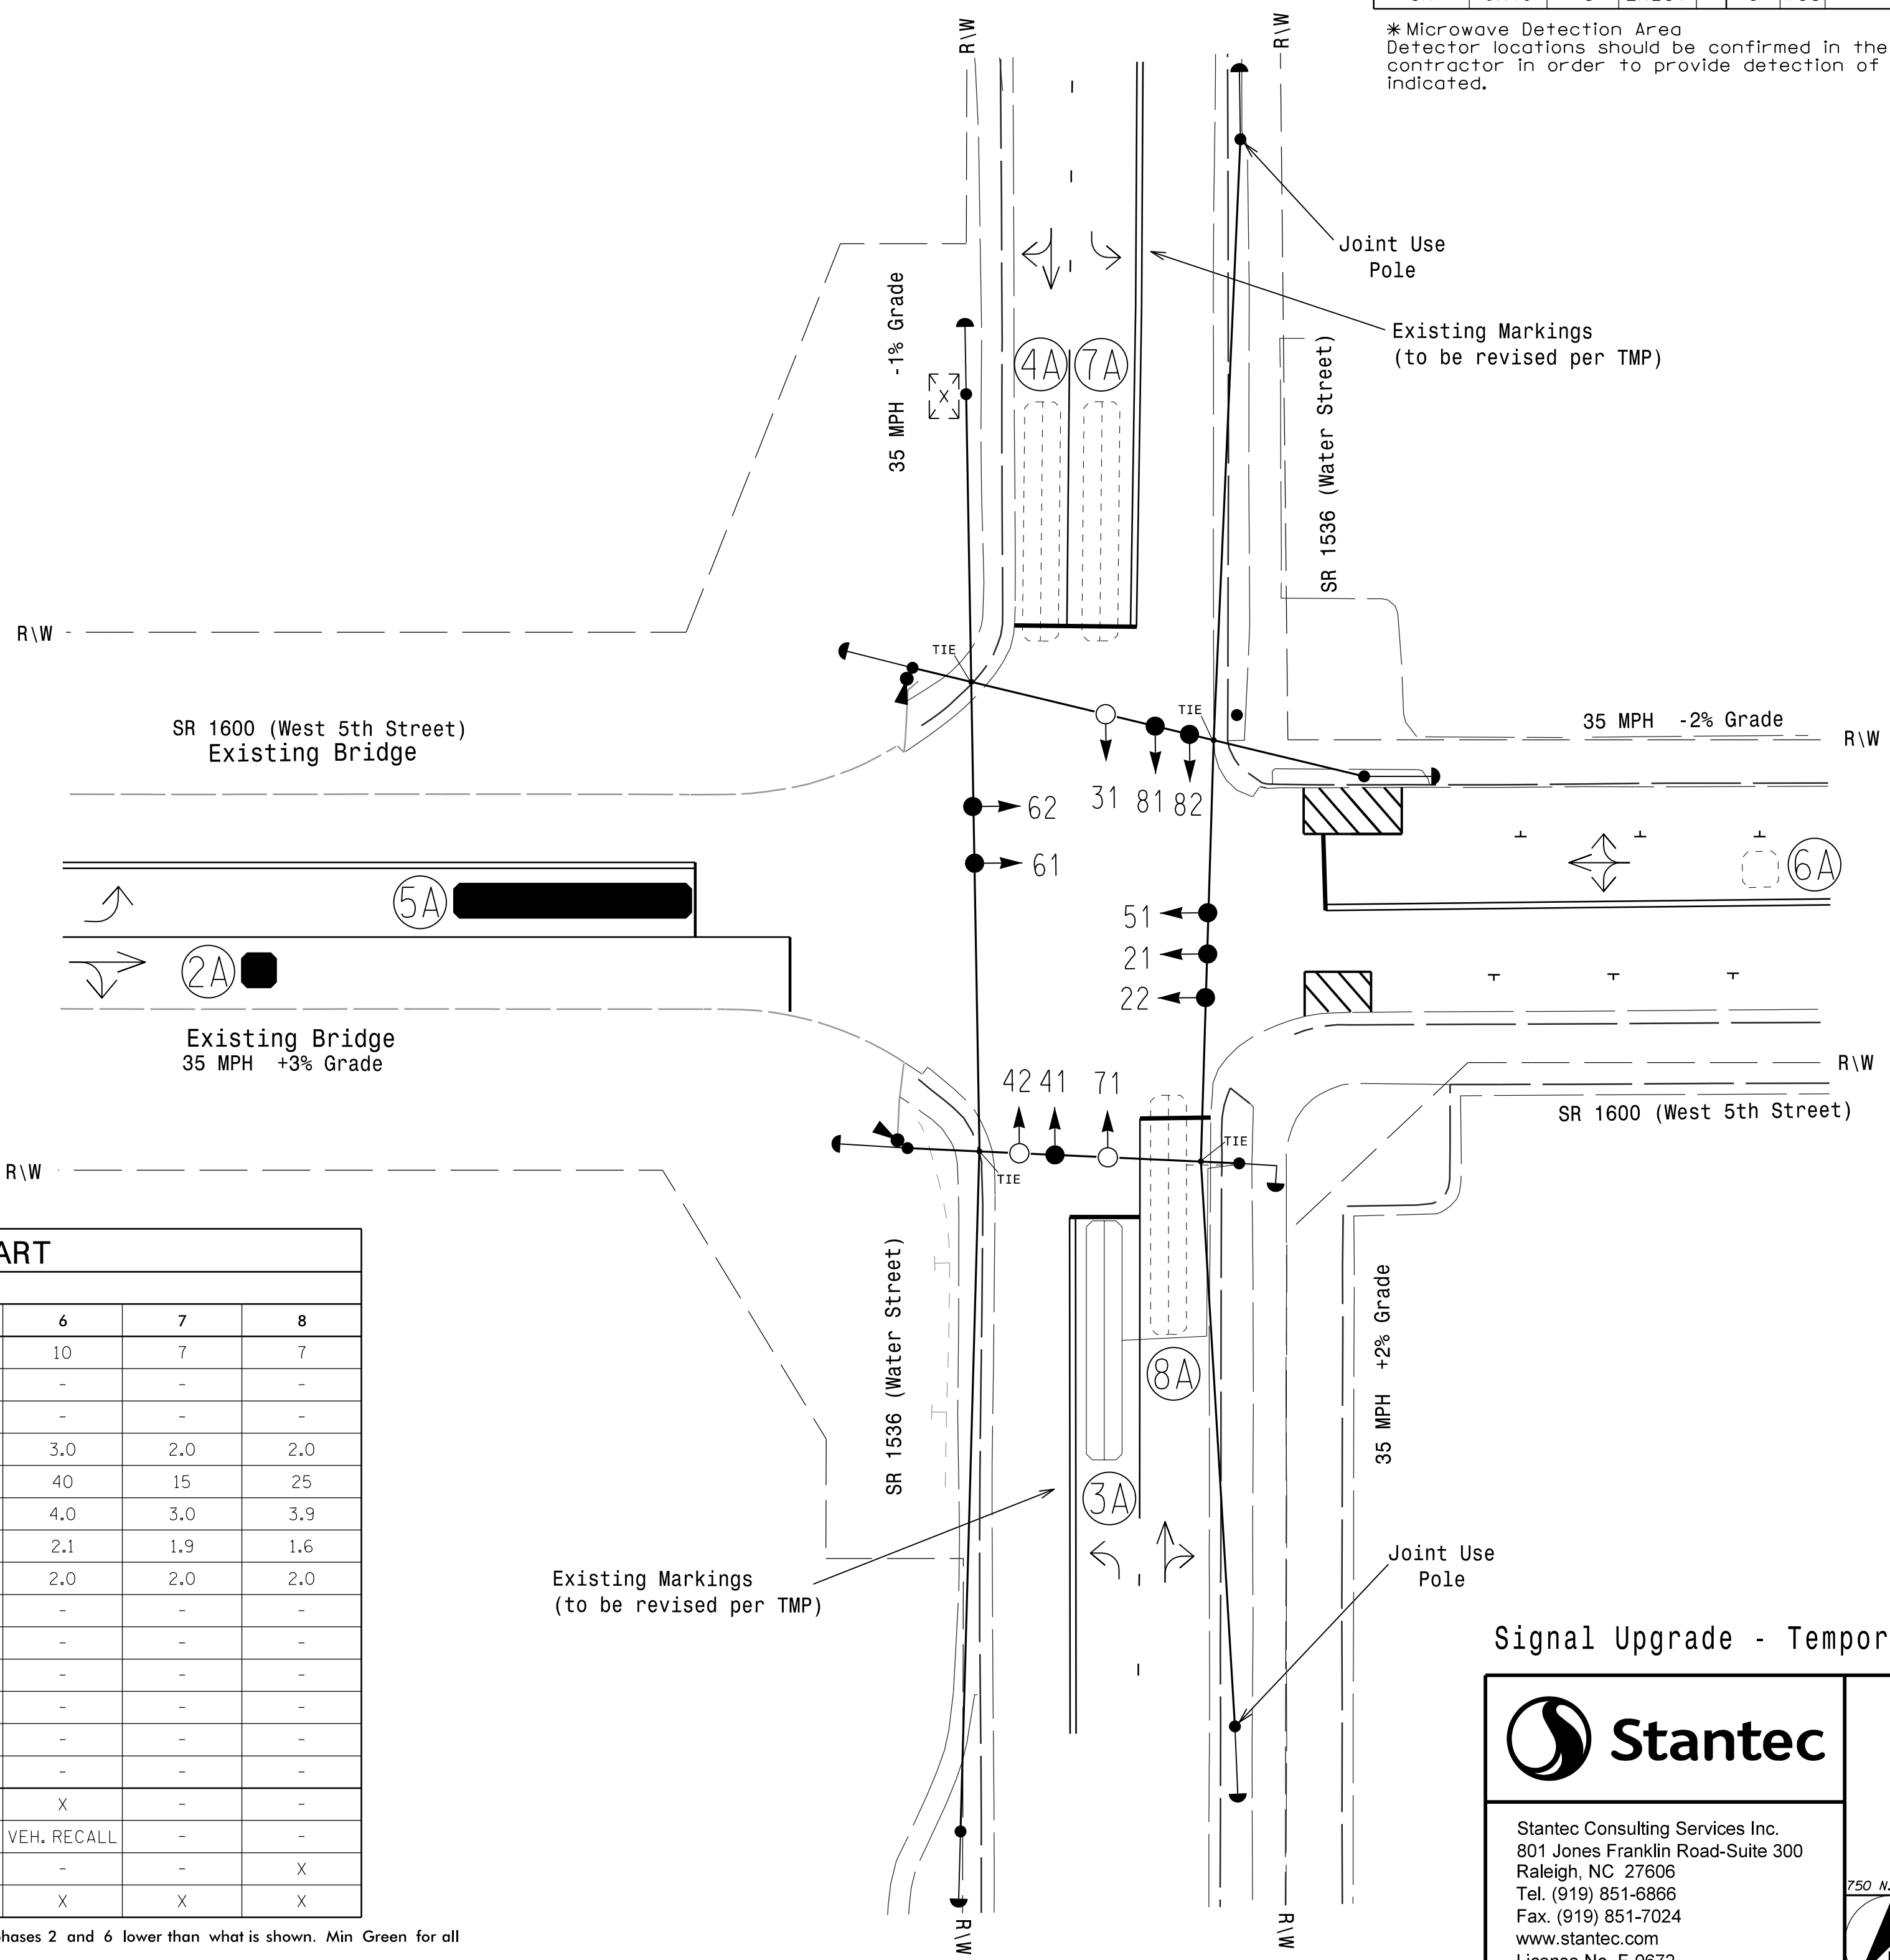 * Microwave Detection Area
Detector locations should be confirmed in the
contractor in order to provide detection of
indicated.
R\W
R\W
Joint Use
Pole
Existing Markings
(to be revised per TMP)
35 MPH -1% Grade
4A
7A
X
SR 1536 (Water Street)
R\W
TIE
TIE
SR 1600 (West 5th Street)
Existing Bridge
35 MPH -2% Grade
R\W
62
31
81
82
61
5A
6A
51
21
2A
22
Existing Bridge
35 MPH +3% Grade
R\W
42
41
71
SR 1600 (West 5th Street)
TIE
TIE
R\W
SR 1536 (Water Street)
35 MPH +2% Grade
8A
3A
Existing Markings
(to be revised per TMP)
Joint Use
Pole
R\W
R\W
ART
6 7 8
10 7 7
- - -
- - -
3.0 2.0 2.0
40 15 25
4.0 3.0 3.9
2.1 1.9 1.6
2.0 2.0 2.0
- - -
- - -
- - -
- - -
- - -
- - -
X - -
VEH. RECALL - -
- - X
X X X
hases 2 and 6 lower than what is shown. Min Green for all
Signal Upgrade - Tempor
Stantec
Stantec Consulting Services Inc.
801 Jones Franklin Road-Suite 300
Raleigh, NC 27606
Tel. (919) 851-6866
Fax. (919) 851-7024
www.stantec.com
License No. F-0672
750 N.